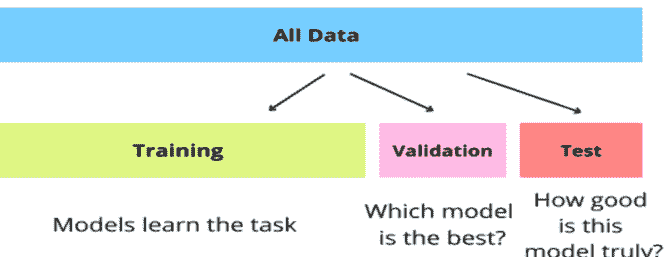 All Data
Training
Validation
Test
Models learn the task
Which model
is the best?
How good
is this
model truly?